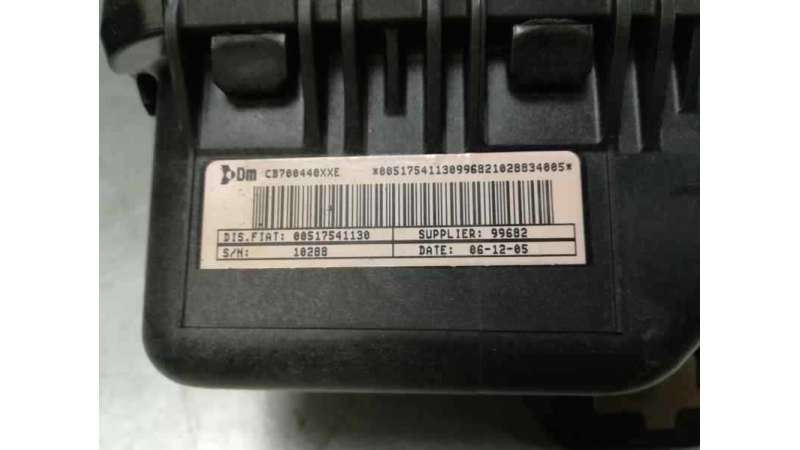 Dm CB700440XXE *00517541130996821028834005*
DIS.FIAT: 00517541130 SUPPLIER: 99682
S/N: 10288 DATE: 06-12-05